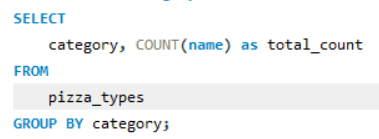 SELECT
    category, COUNT(name) as total_count
FROM
    pizza_types
GROUP BY category;